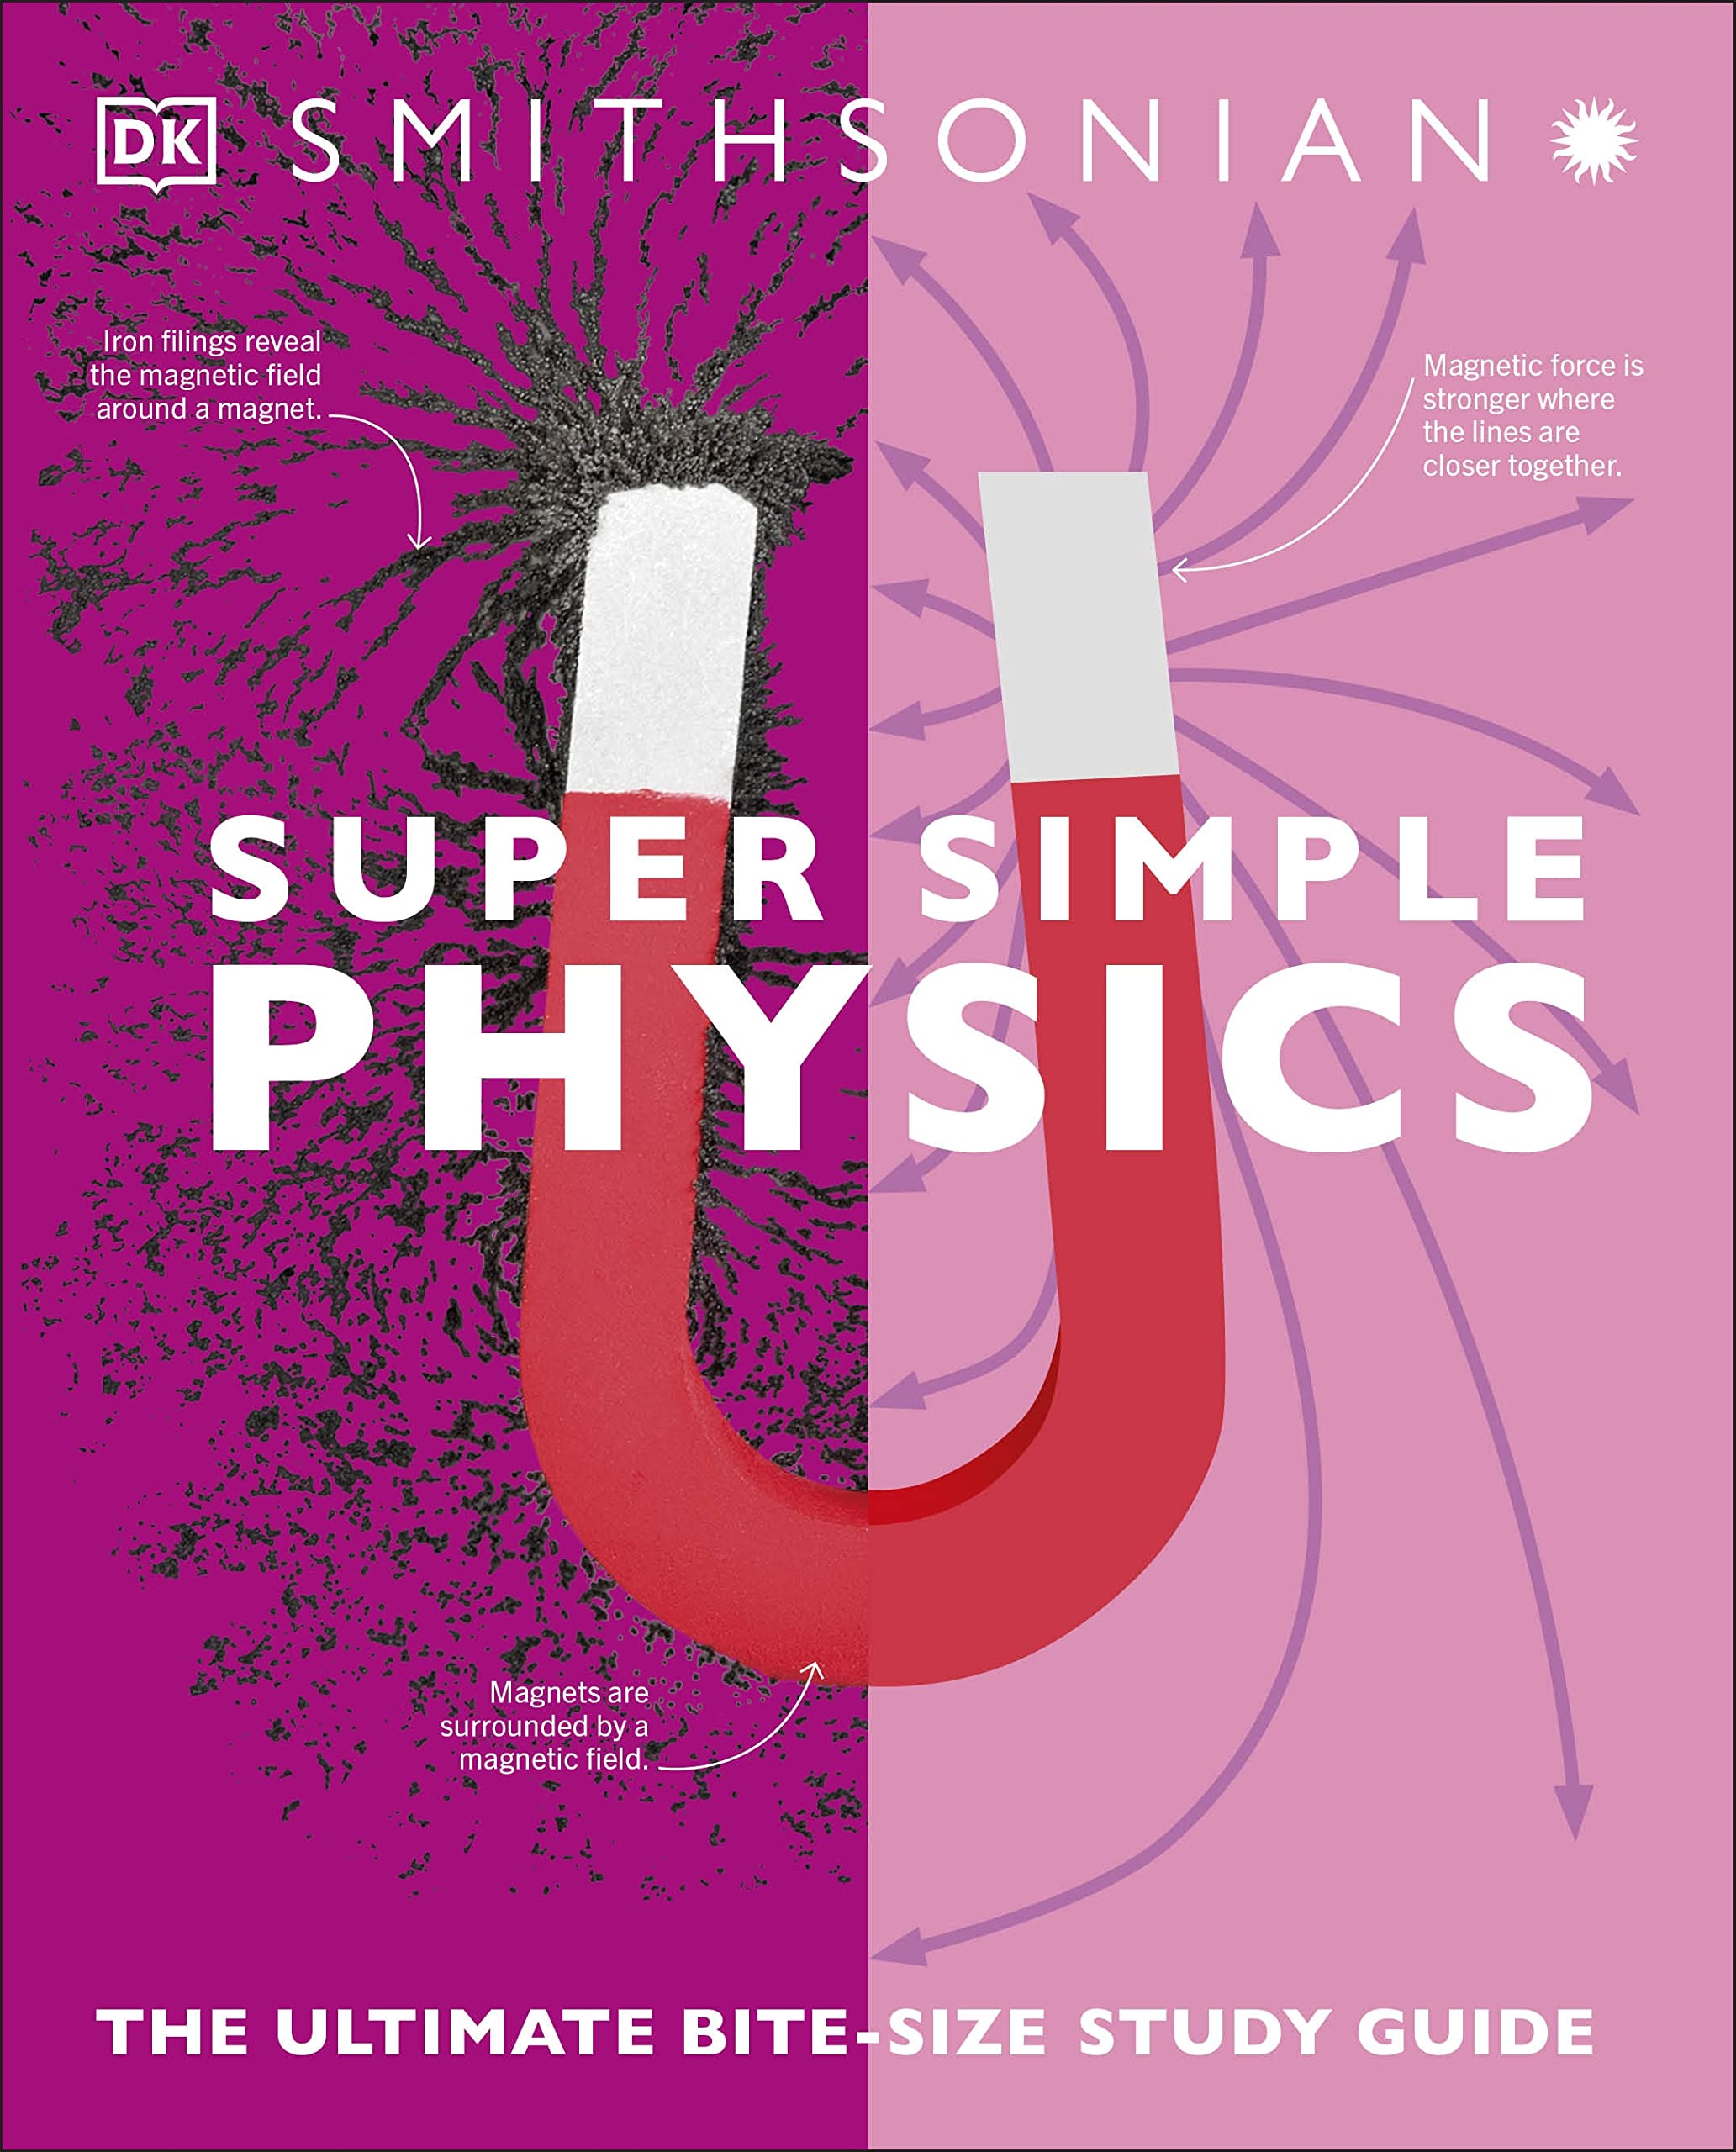 DK SMITHSONIAN
Iron filings reveal
the magnetic field
around a magnet.
Magnetic force is
stronger where
the lines are
closer together.
SUPER SIMPLE
PHYSICS
Magnets are
surrounded by a
magnetic field.
THE ULTIMATE BITE-SIZE STUDY GUIDE